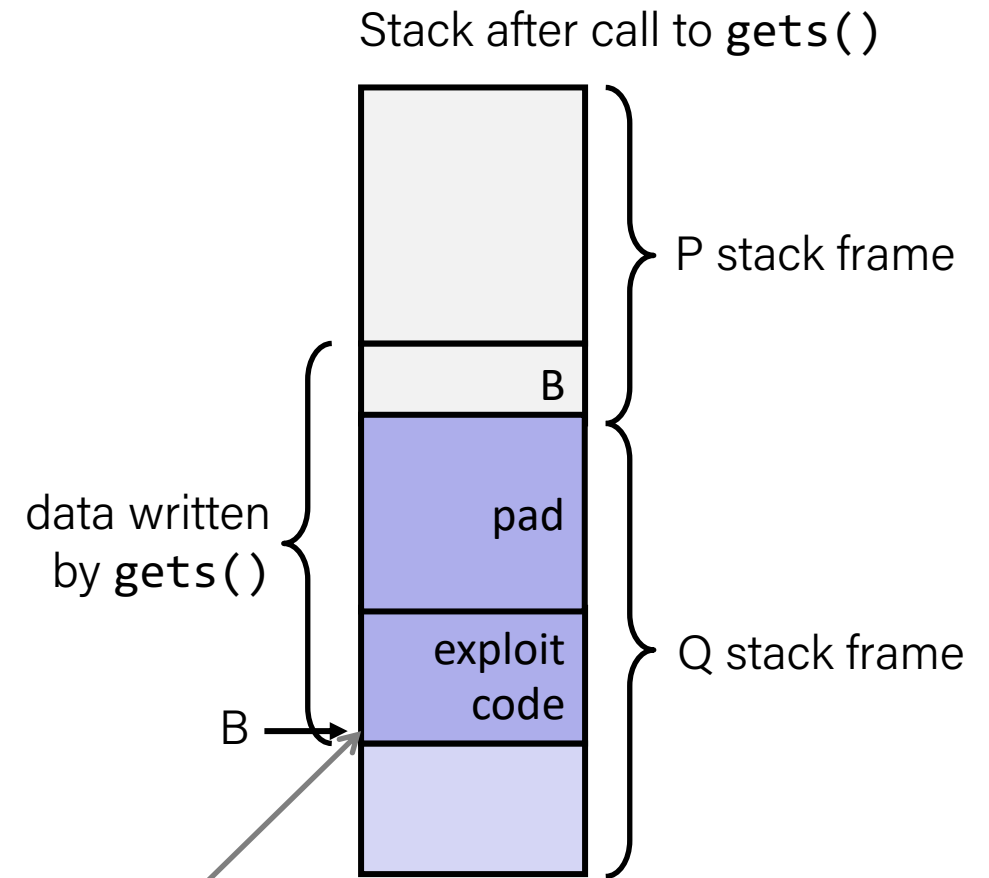 Stack after call to gets()
P stack frame
B
pad
data written
by gets()
exploit
code
Q stack frame
B